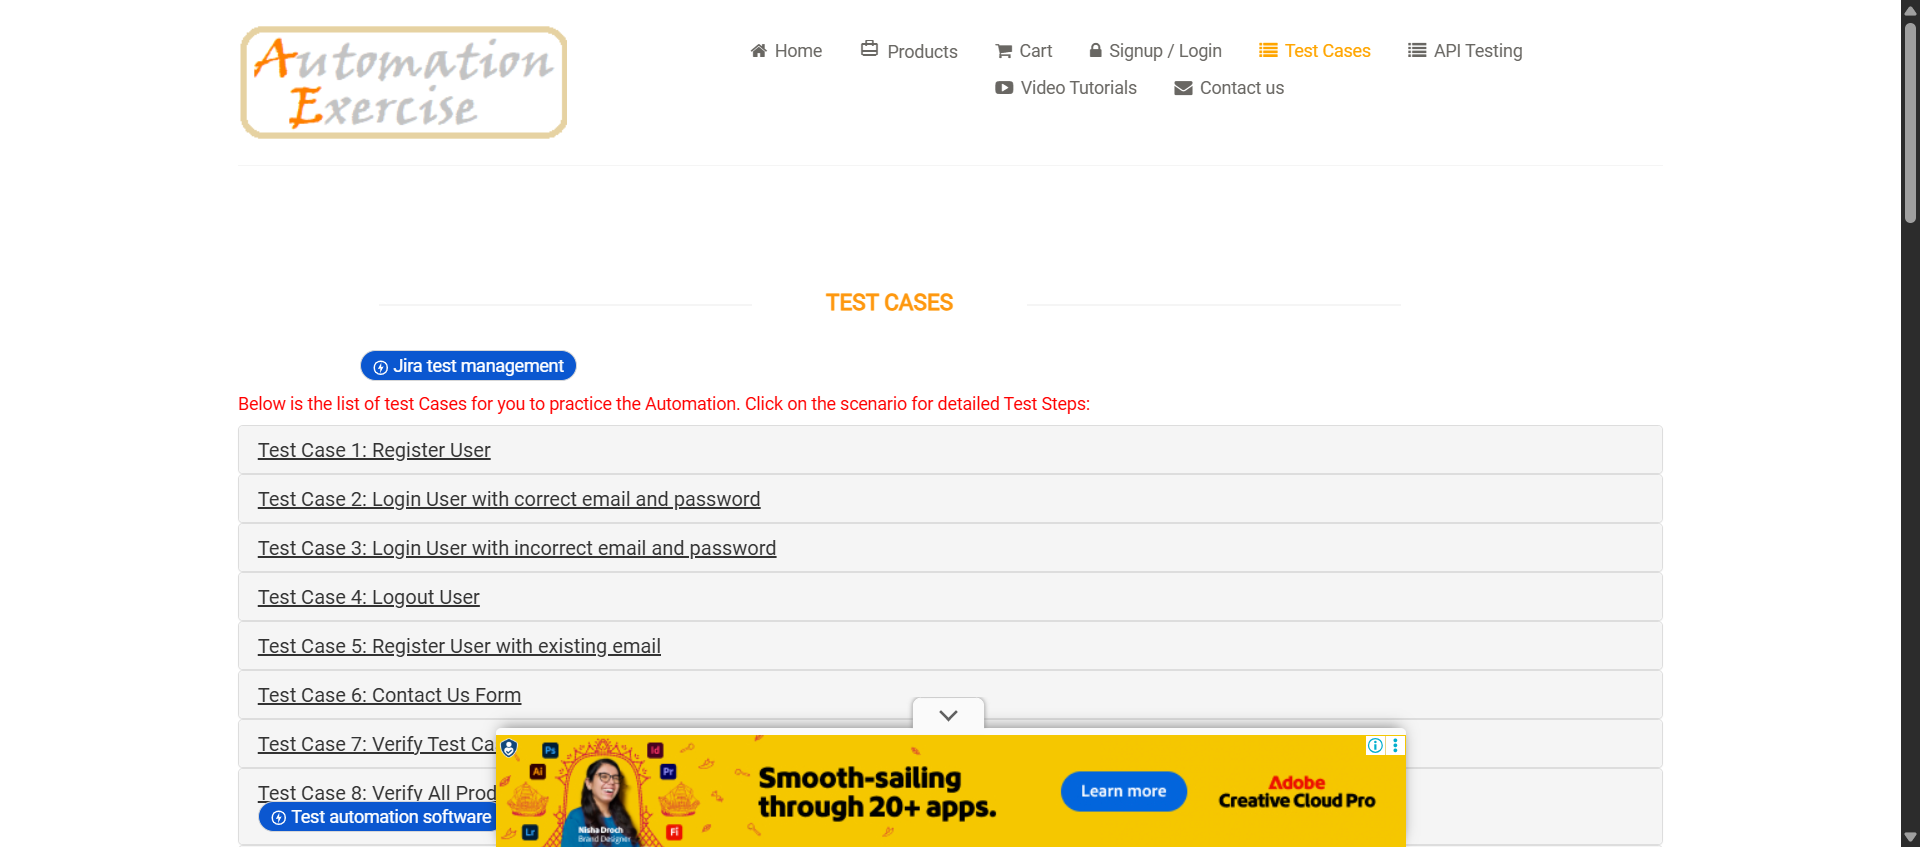 Automation
Exercise
Home
Products
Cart
Signup / Login
Test Cases
API Testing
Video Tutorials
Contact us
TEST CASES
Jira test management
Below is the list of test Cases for you to practice the Automation. Click on the scenario for detailed Test Steps:
Test Case 1: Register User
Test Case 2: Login User with correct email and password
Test Case 3: Login User with incorrect email and password
Test Case 4: Logout User
Test Case 5: Register User with existing email
Test Case 6: Contact Us Form
Test Case 7: Verify Test Ca
Test Case 8: Verify All Prod
Test automation software
Ps
Id
Ai
Pr
Lr
Fi
Nisha Droch
Brand Designer
Smooth-sailing
through 20+ apps.
Learn more
Adobe
Creative Cloud Pro